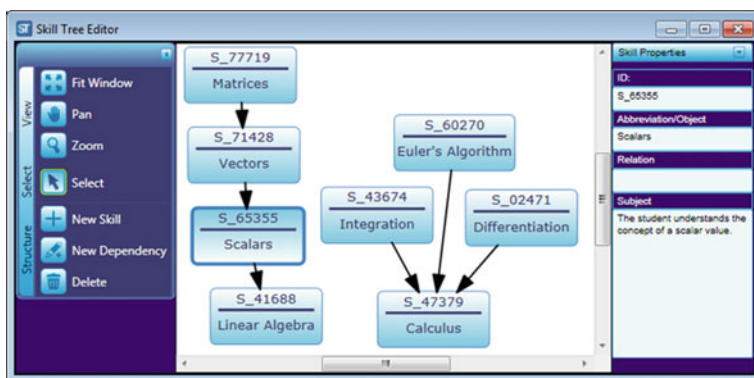 ST Skill Tree Editor
View
Select
Structure
Fit Window
Pan
Zoom
Select
New Skill
New Dependency
Delete
S_77719
Matrices
S_71428
Vectors
S_65355
Scalars
S_41688
Linear Algebra
S_60270
Euler's Algorithm
S_43674
Integration
S_02471
Differentiation
S_47379
Calculus
Skill Properties
ID:
S_65355
Abbreviation/Object
Scalars
Relation
Subject
The student understands the
concept of a scalar value.